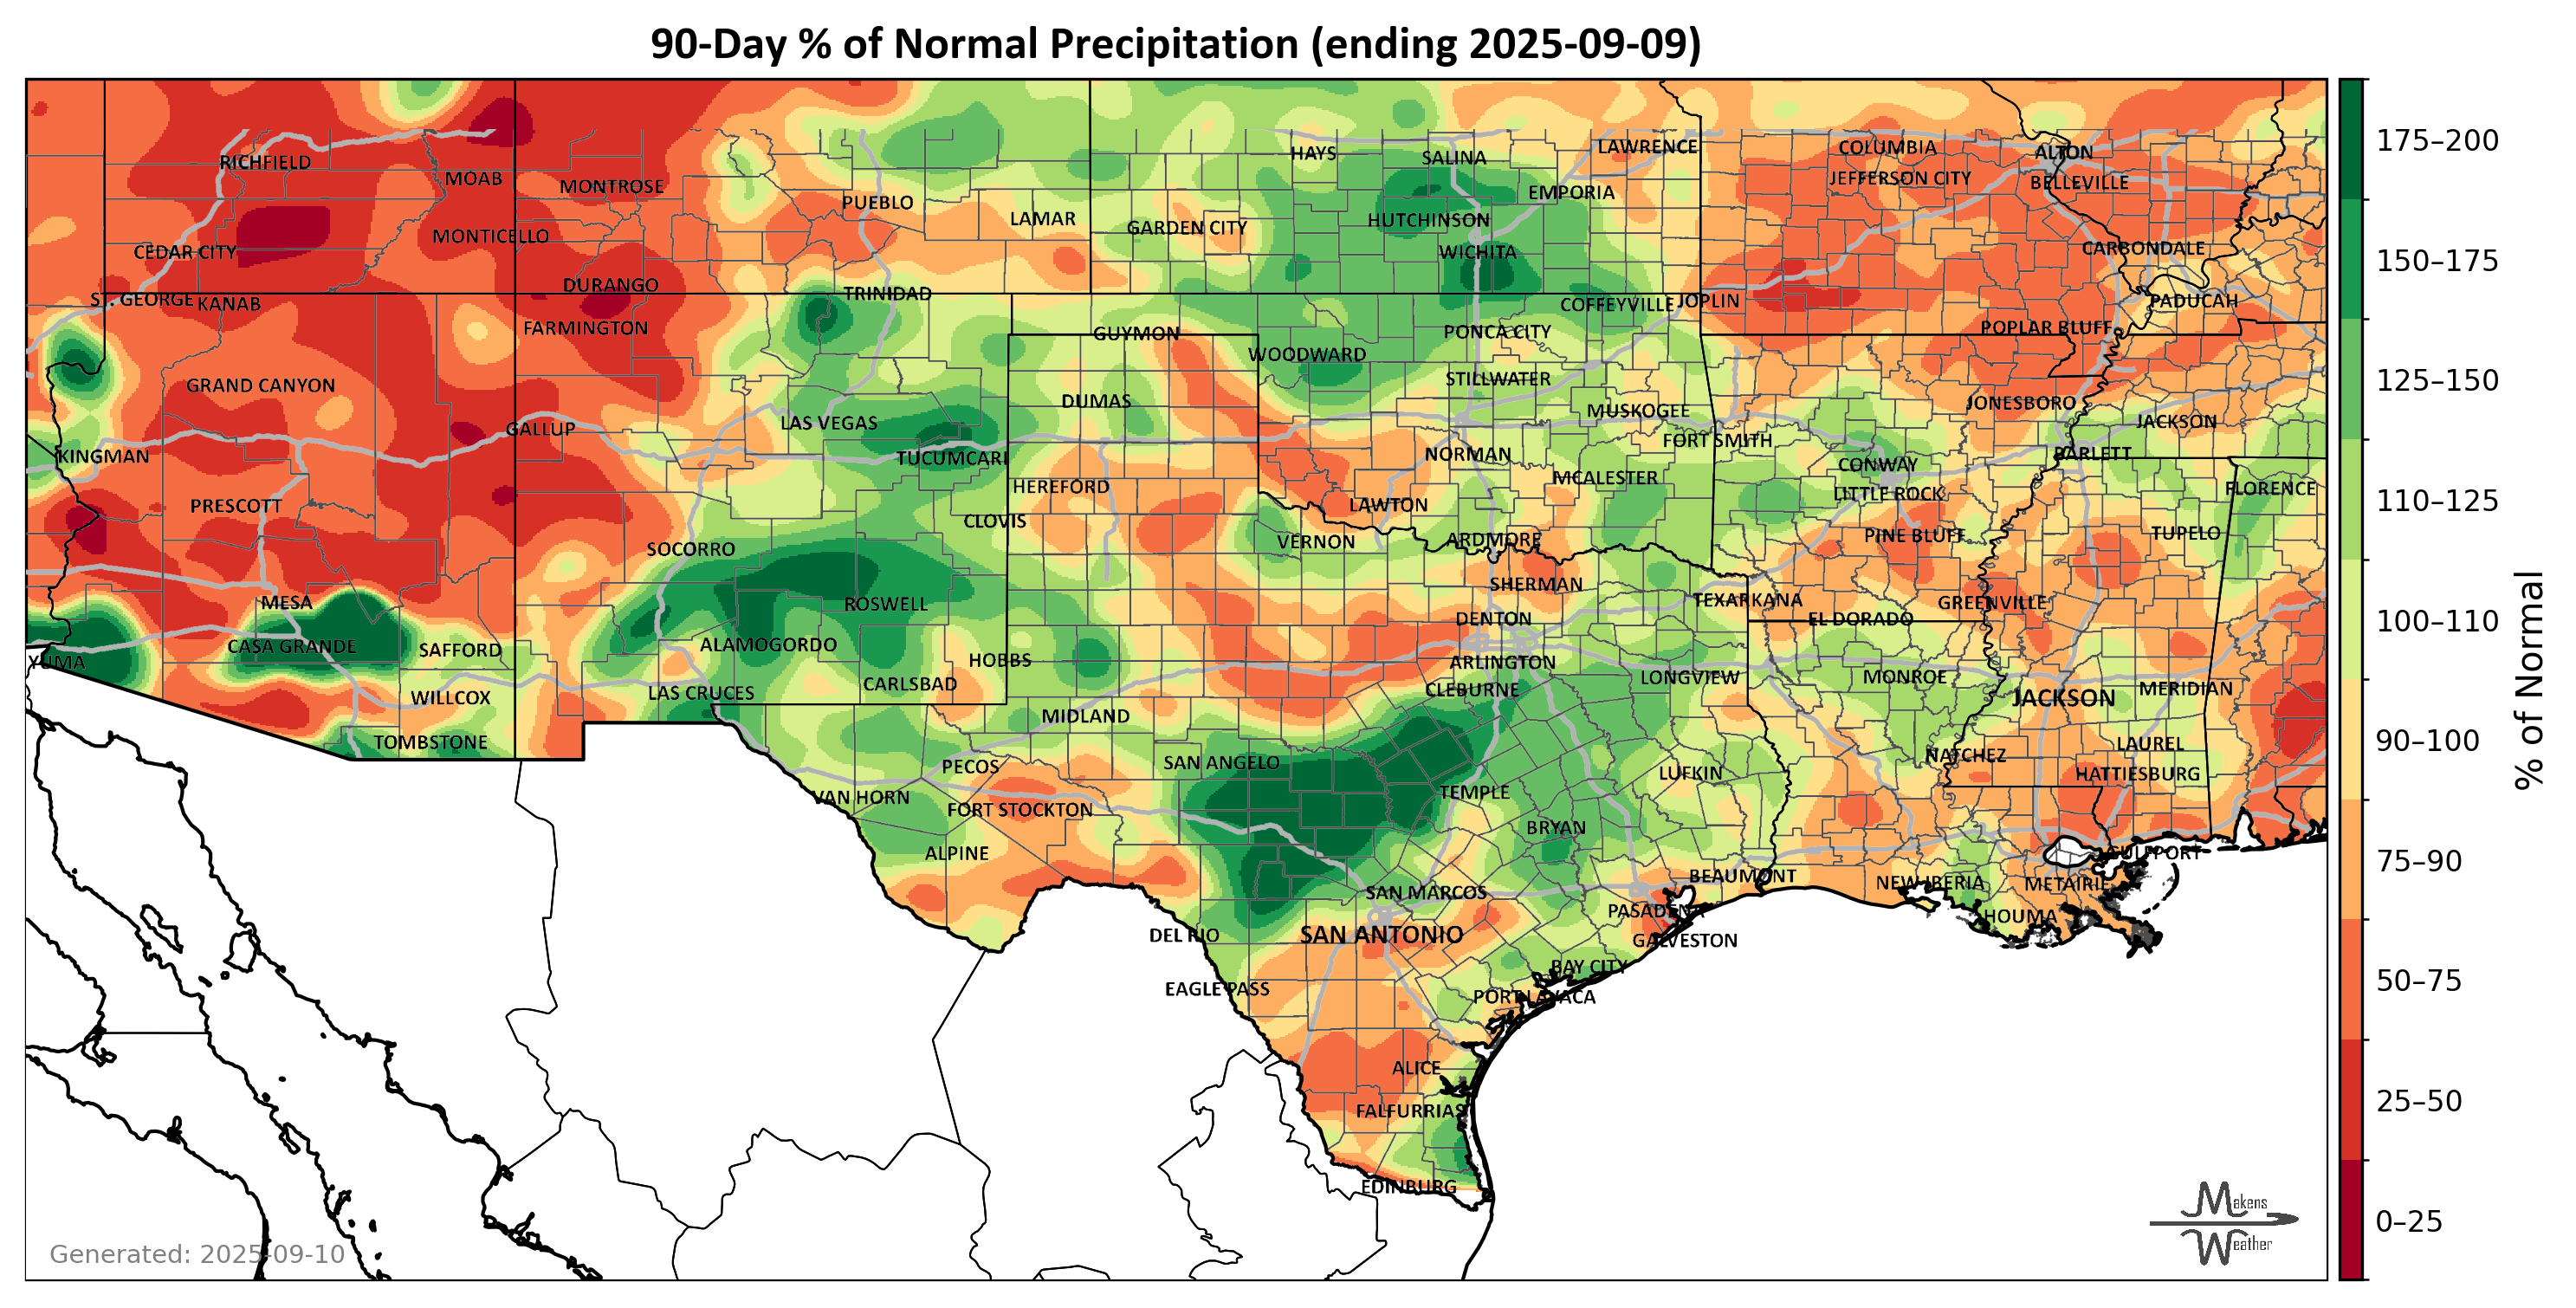 90-Day % of Normal Precipitation (ending 2025-09-09)
RICHFIELD
MOAB
MONTROSE
PUEBLO
LAMAR
HAYS
SALINA
LAWRENCE
COLUMBIA
ALTON
JEFFERSON CITY
BELLEVILLE
EMPORIA
HUTCHINSON
GARDEN CITY
WICHITA
CEDAR CITY
MONTICELLO
CARBONDALE
DURANGO
TRINIDAD
ST. GEORGE
KANAB
COFFEYVILLE
JOPLIN
PADUCAH
FARMINGTON
GUYMON
PONCA CITY
POPLAR BLUFF
WOODWARD
GRAND CANYON
STILLWATER
DUMAS
MUSKOGEE
JONESBORO
JACKSON
GALLUP
LAS VEGAS
FORT SMITH
KINGMAN
TUCUMCARI
NORMAN
BARTLETT
CONWAY
MCALESTER
HEREFORD
LITTLE ROCK
FLORENCE
PRESCOTT
LAWTON
CLOVIS
PINE BLUFF
TUPELO
SOCORRO
VERNON
ARDMORE
SHERMAN
MESA
ROSWELL
TEXARKANA
GREENVILLE
DENTON
EL DORADO
CASA GRANDE
SAFFORD
ALAMOGORDO
HOBBS
ARLINGTON
YUMA
LONGVIEW
MONROE
CARLSBAD
CLEBURNE
LAS CRUCES
WILLCOX
JACKSON
MERIDIAN
MIDLAND
TOMBSTONE
LAUREL
NATCHEZ
PECOS
SAN ANGELO
LUFKIN
HATTIESBURG
VAN HORN
FORT STOCKTON
TEMPLE
BRYAN
ALPINE
GULFPORT
BEAUMONT
NEW IBERIA
METAIRIE
SAN MARCOS
PASADENA
HOUMA
DEL RIO
SAN ANTONIO
GALVESTON
BAY CITY
EAGLE PASS
PORT LAVACA
ALICE
FALFURRIAS
EDINBURG
Generated: 2025-09-10
Makens
Weather
175–200
150–175
125–150
110–125
100–110
90–100
75–90
50–75
25–50
0–25
% of Normal